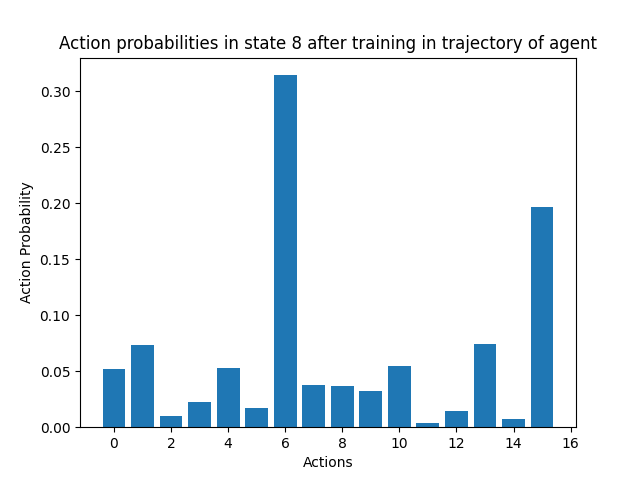 Action probabilities in state 8 after training in trajectory of agent
0.30
0.25
0.20
0.15
0.10
0.05
0.00
Action Probability
0 2 4 6 8 10 12 14 16
Actions